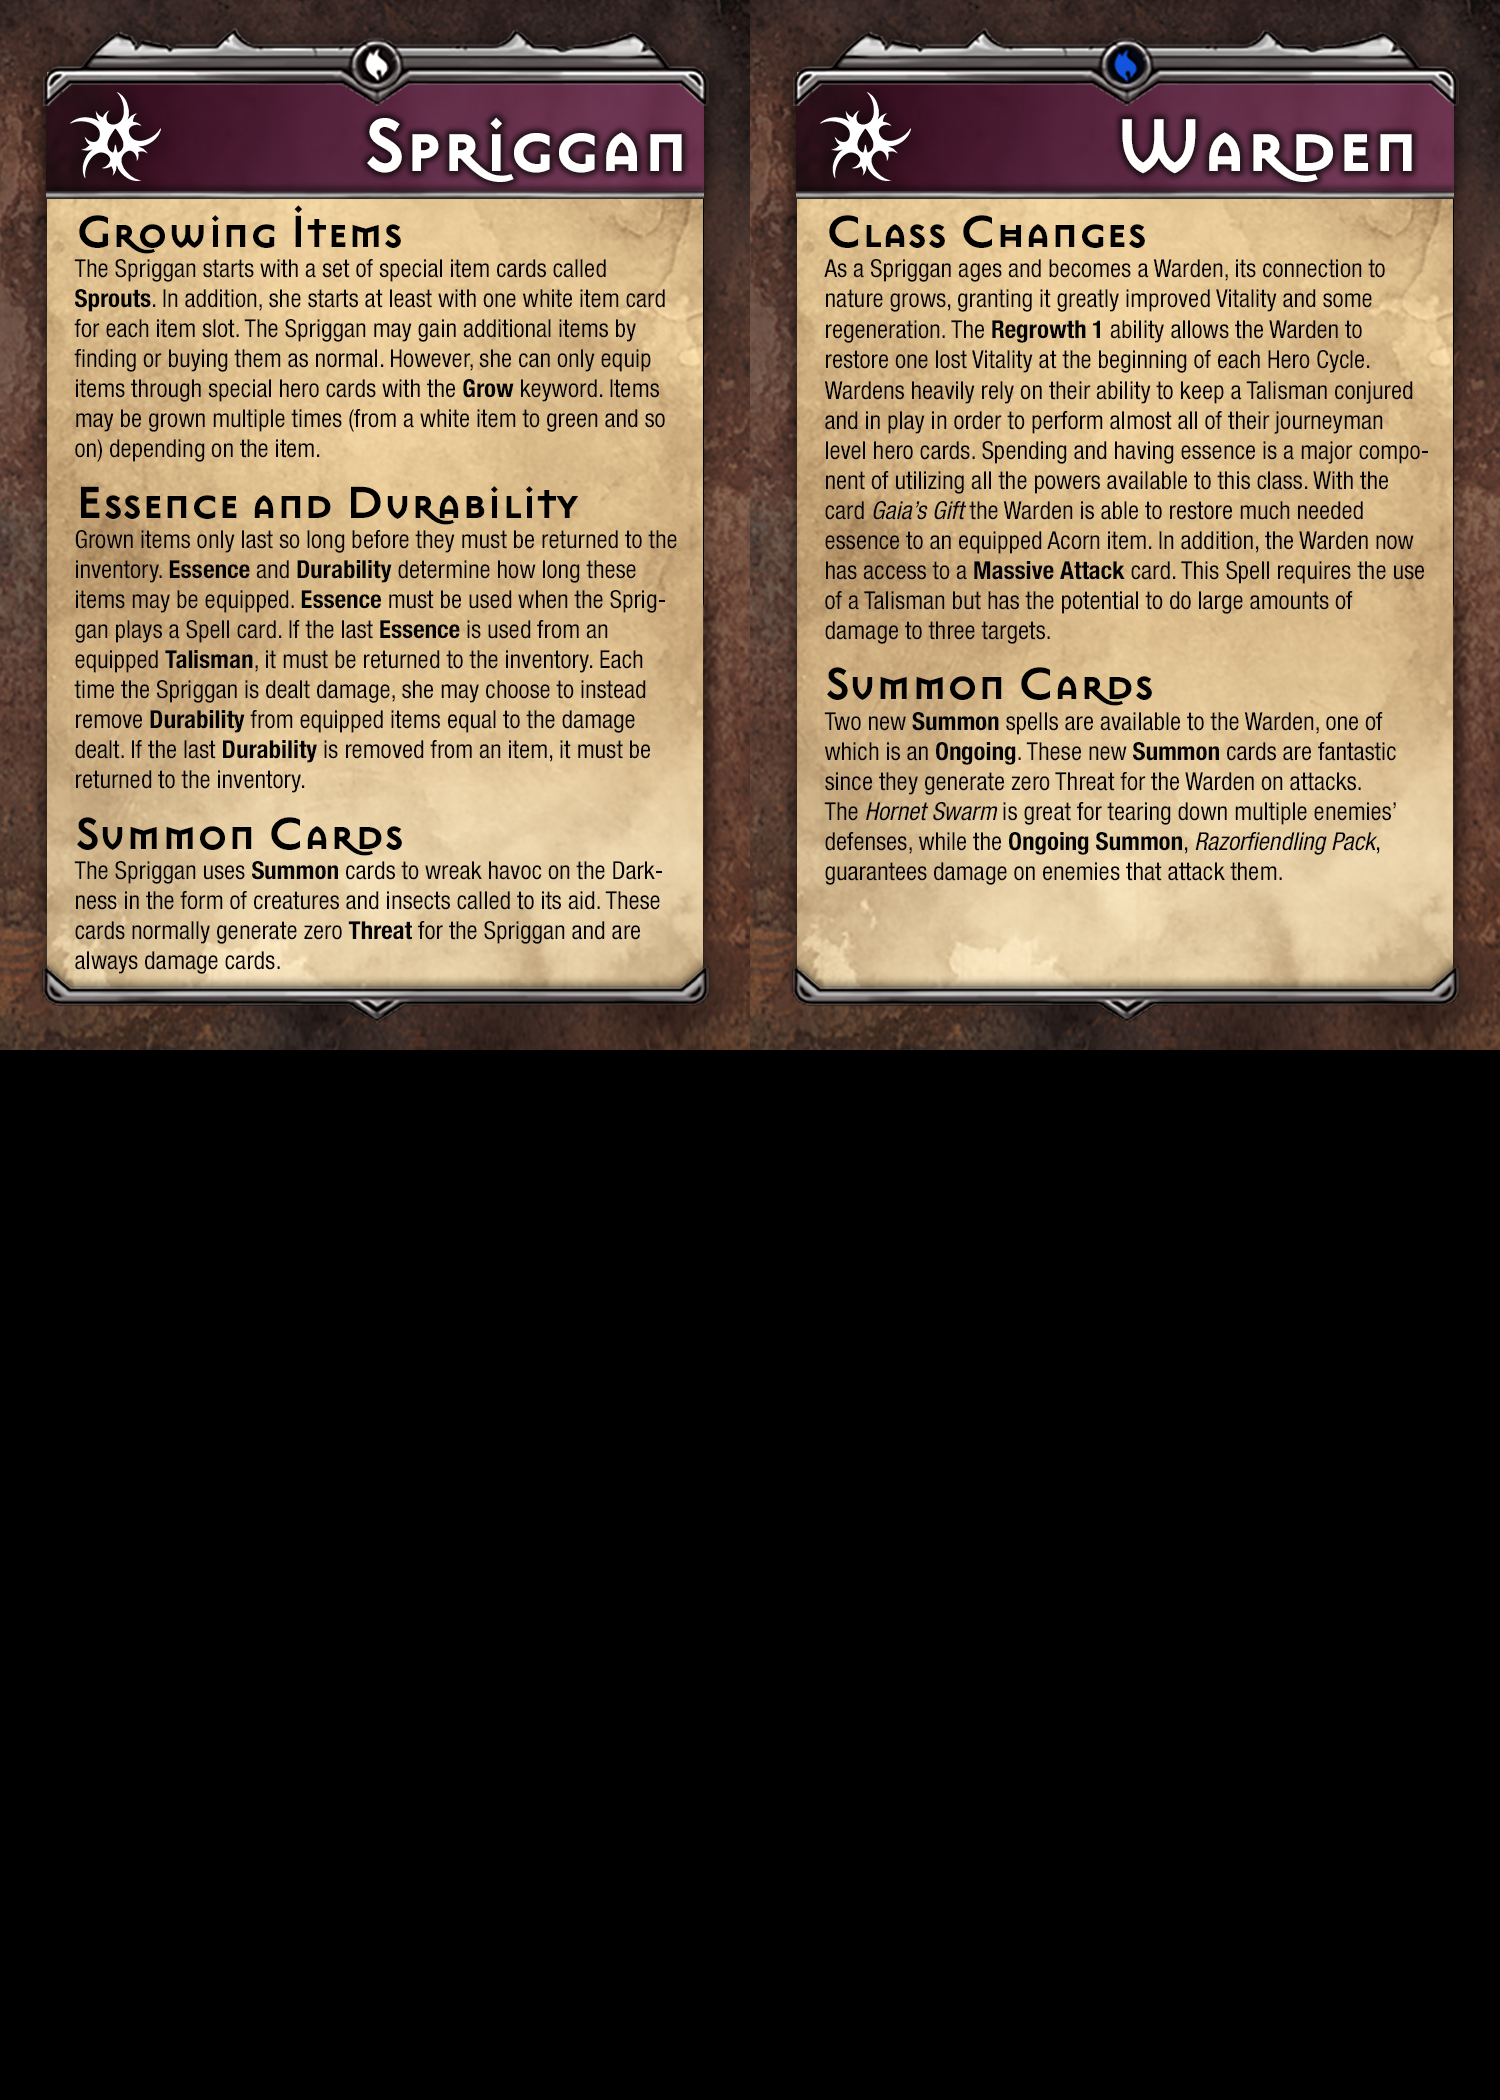 Spriggan
Growing Items
The Spriggan starts with a set of special item cards called
Sprouts. In addition, she starts at least with one white item card
for each item slot. The Spriggan may gain additional items by
finding or buying them as normal. However, she can only equip
items through special hero cards with the Grow keyword. Items
may be grown multiple times (from a white item to green and so
on) depending on the item.
Essence and Durability
Grown items only last so long before they must be returned to the
inventory. Essence and Durability determine how long these
items may be equipped. Essence must be used when the Sprig-
gan plays a Spell card. If the last Essence is used from an
equipped Talisman, it must be returned to the inventory. Each
time the Spriggan is dealt damage, she may choose to instead
remove Durability from equipped items equal to the damage
dealt. If the last Durability is removed from an item, it must be
returned to the inventory.
Summon Cards
The Spriggan uses Summon cards to wreak havoc on the Dark-
ness in the form of creatures and insects called to its aid. These
cards normally generate zero Threat for the Spriggan and are
always damage cards.
Warden
Class Changes
As a Spriggan ages and becomes a Warden, its connection to
nature grows, granting it greatly improved Vitality and some
regeneration. The Regrowth 1 ability allows the Warden to
restore one lost Vitality at the beginning of each Hero Cycle.
Wardens heavily rely on their ability to keep a Talisman conjured
and in play in order to perform almost all of their journeyman
level hero cards. Spending and having essence is a major compo-
nent of utilizing all the powers available to this class. With the
card Gaia's Gift the Warden is able to restore much needed
essence to an equipped Acorn item. In addition, the Warden now
has access to a Massive Attack card. This Spell requires the use
of a Talisman but has the potential to do large amounts of
damage to three targets.
Summon Cards
Two new Summon spells are available to the Warden, one of
which is an Ongoing. These new Summon cards are fantastic
since they generate zero Threat for the Warden on attacks.
The Hornet Swarm is great for tearing down multiple enemies'
defenses, while the Ongoing Summon, Razorfiendling Pack,
guarantees damage on enemies that attack them.